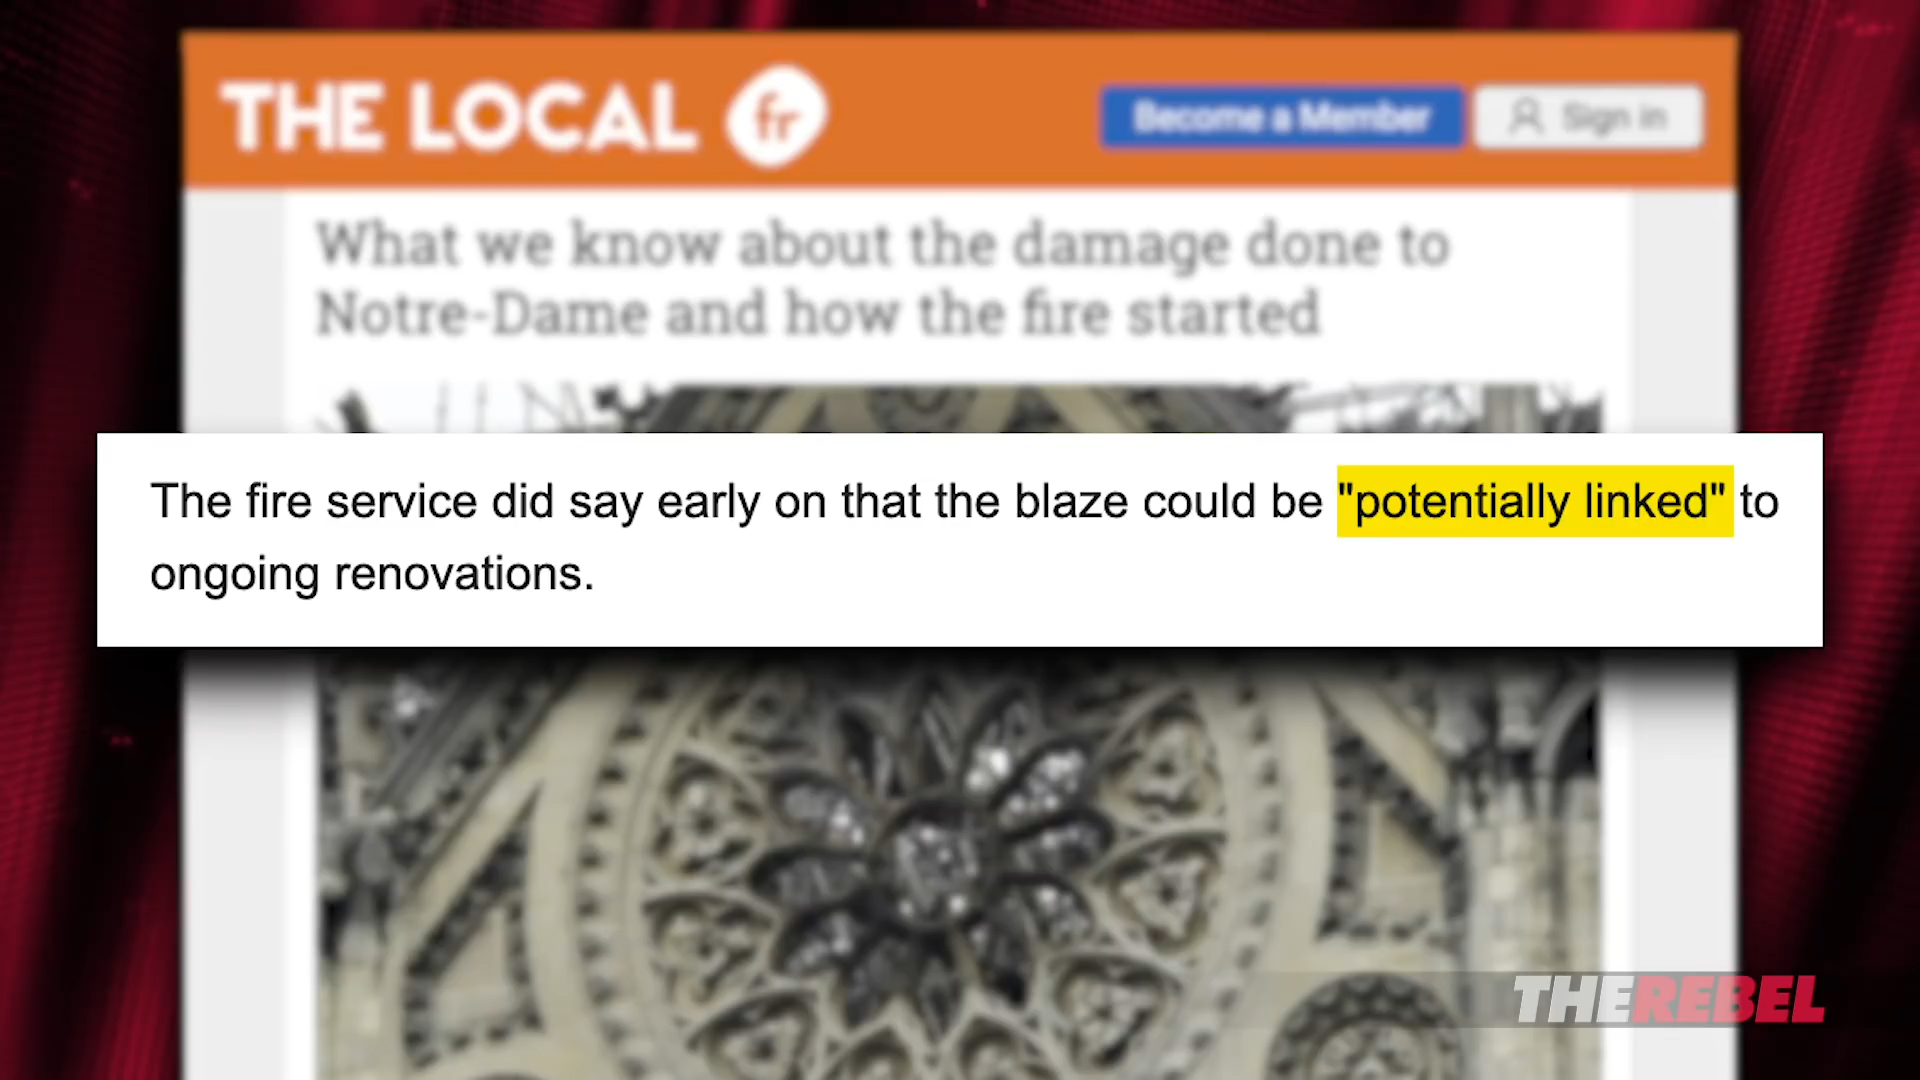 THE LOCAL fr
Become a Member
Sign in
What we know about the damage done to
Notre-Dame and how the fire started
The fire service did say early on that the blaze could be "potentially linked" to
ongoing renovations.
THEREBEL